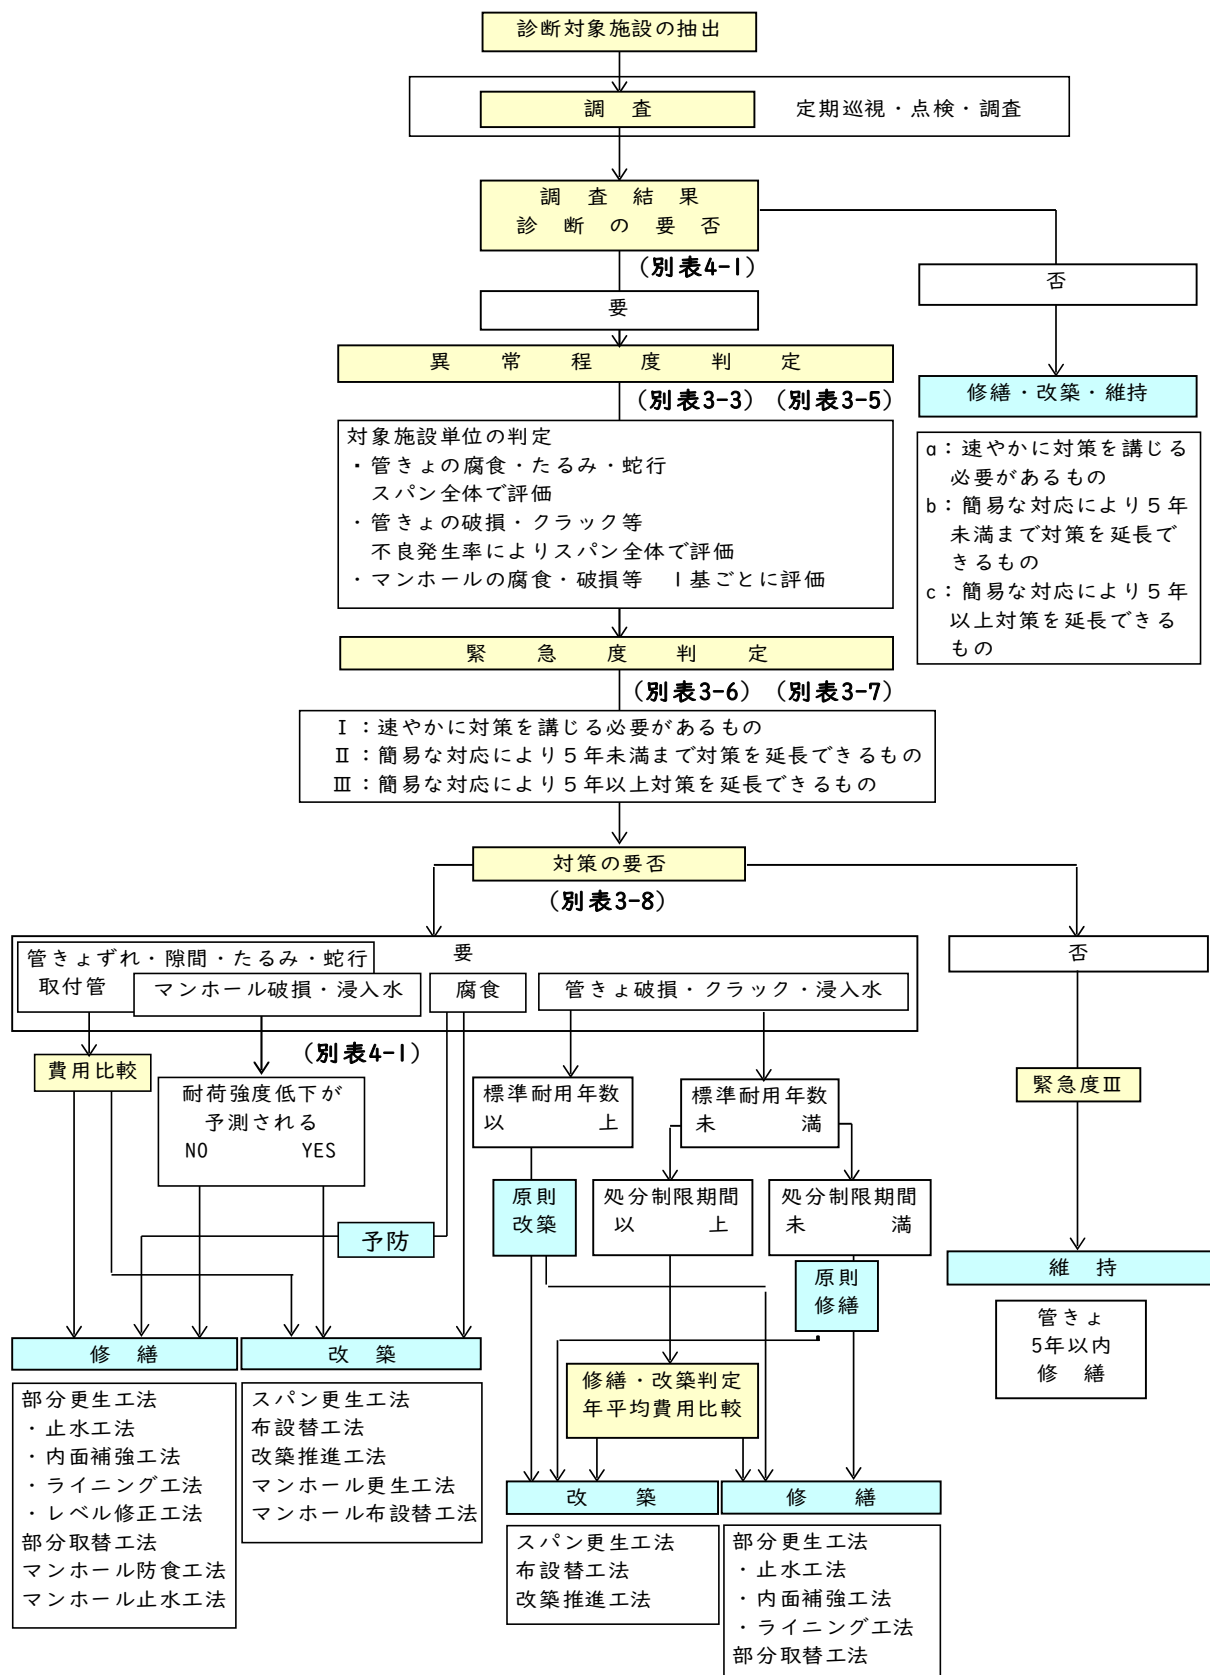 診断対象施設の抽出
調　査
定期巡視・点検・調査
調　査　結　果
診　断　の　要　否
（別表4-1）
否
要
異　常　程　度　判　定
修繕・改築・維持
（別表3-3）（別表3-5）
対象施設単位の判定
・管きょの腐食・たるみ・蛇行
スパン全体で評価
・管きょの破損・クラック等
不良発生率によりスパン全体で評価
・マンホールの腐食・破損等　1基ごとに評価
a：速やかに対策を講じる
必要があるもの
b：簡易な対応により５年
未満まで対策を延長で
きるもの
c：簡易な対応により５年
以上対策を延長できる
もの
緊　急　度　判　定
（別表3-6）（別表3-7）
Ⅰ：速やかに対策を講じる必要があるもの
Ⅱ：簡易な対応により５年未満まで対策を延長できるもの
Ⅲ：簡易な対応により５年以上対策を延長できるもの
対策の要否
（別表3-8）
要
否
管きょずれ・隙間・たるみ・蛇行
取付管
マンホール破損・浸入水
腐食
管きょ破損・クラック・浸入水
（別表4-1）
費用比較
耐荷強度低下が
予測される
NO　YES
標準耐用年数
以　上
標準耐用年数
未　満
緊急度Ⅲ
原則
改築
処分制限期間
以　上
処分制限期間
未　満
予防
原則
修繕
維　持
管きょ
5年以内
修　繕
修　繕
改　築
部分更生工法
・止水工法
・内面補強工法
・ライニング工法
・レベル修正工法
部分取替工法
マンホール防食工法
マンホール止水工法
スパン更生工法
布設替工法
改築推進工法
マンホール更生工法
マンホール布設替工法
修繕・改築判定
年平均費用比較
改　築
修　繕
スパン更生工法
布設替工法
改築推進工法
部分更生工法
・止水工法
・内面補強工法
・ライニング工法
部分取替工法